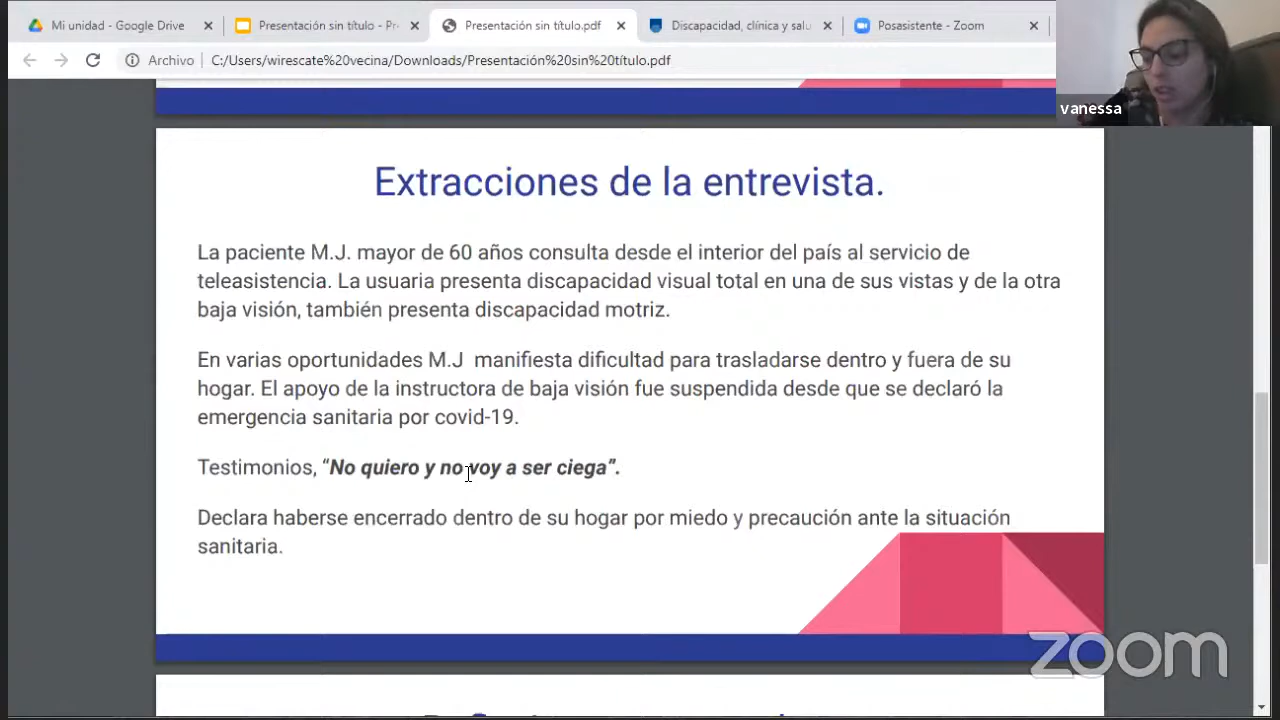 Mi unidad - Google Drive
Presentación sin título - Pr
Presentación sin título.pdf
Discapacidad, clínica y salu
Posasistente - Zoom
Archivo
C:/Users/wirescate%20vecina/Downloads/Presentación%20sin%20título.pdf
vanessa
Extracciones de la entrevista.
La paciente M.J. mayor de 60 años consulta desde el interior del país al servicio de
teleasistencia. La usuaria presenta discapacidad visual total en una de sus vistas y de la otra
baja visión, también presenta discapacidad motriz.
En varias oportunidades M.J manifiesta dificultad para trasladarse dentro y fuera de su
hogar. El apoyo de la instructora de baja visión fue suspendida desde que se declaró la
emergencia sanitaria por covid-19.
Testimonios, “No quiero y no voy a ser ciega”.
Declara haberse encerrado dentro de su hogar por miedo y precaución ante la situación
sanitaria.
zoom